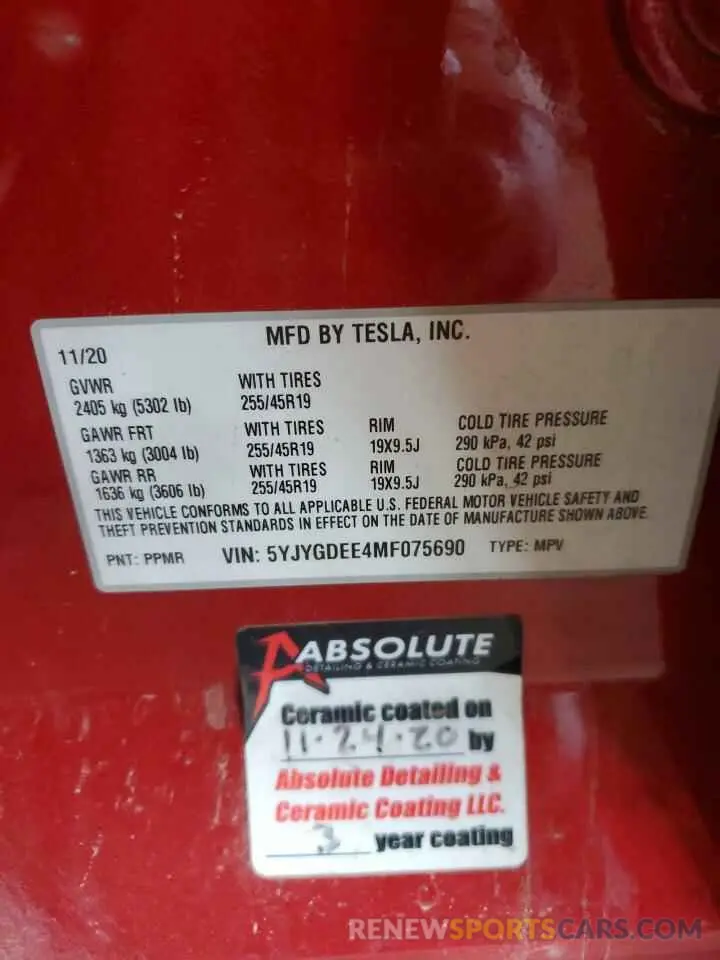 MFD BY TESLA, INC.
11/20
GVWR WITH TIRES
2405 kg (5302 lb) 255/45R19
GAWR FRT WITH TIRES RIM COLD TIRE PRESSURE
1363 kg (3004 lb) 255/45R19 19X9.5J 290 kPa, 42 psi
GAWR RR WITH TIRES RIM COLD TIRE PRESSURE
1636 kg (3606 lb) 255/45R19 19X9.5J 290 kPa, 42 psi
THIS VEHICLE CONFORMS TO ALL APPLICABLE U.S. FEDERAL MOTOR VEHICLE SAFETY AND
THEFT PREVENTION STANDARDS IN EFFECT ON THE DATE OF MANUFACTURE SHOWN ABOVE.
PNT: PPMR VIN: 5YJYGDEE4MF075690 TYPE: MPV
ABSOLUTE
DETAILING & CERAMIC COATING
Ceramic coated on
11·24·20 by
Absolute Detailing &
Ceramic Coating LLC.
3 year coating
RENEWSPORTSCARS.COM